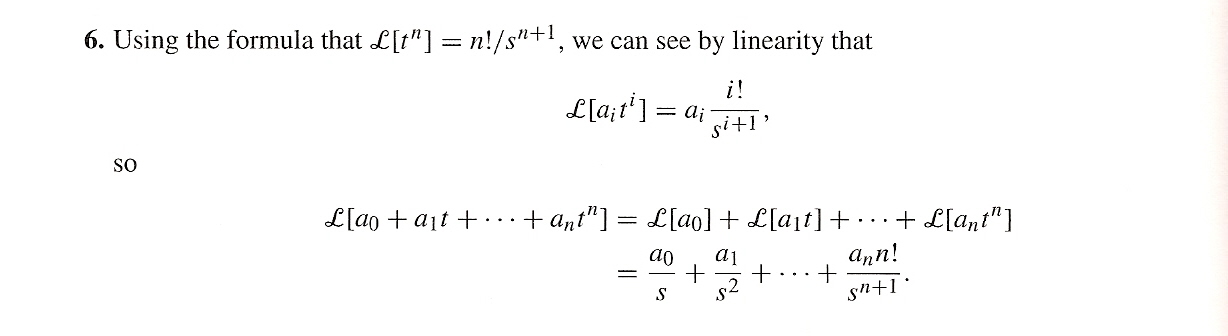 6. Using the formula that ℒ[tⁿ] = n!/sⁿ⁺¹, we can see by linearity that
ℒ[aᵢtⁱ] = aᵢ i!/sⁱ⁺¹,
so
ℒ[a₀ + a₁t + ··· + aₙtⁿ] = ℒ[a₀] + ℒ[a₁t] + ··· + ℒ[aₙtⁿ]
= a₀/s + a₁/s² + ··· + aₙn!/sⁿ⁺¹.